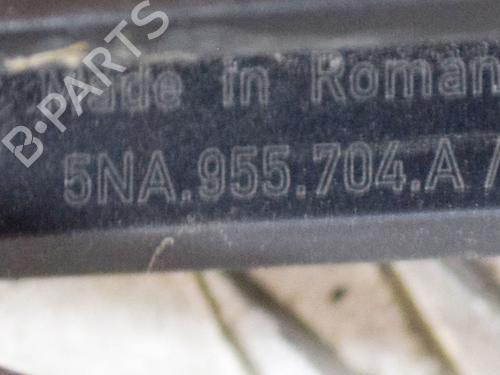 B-PARTS
Made in Roman
5NA.955.704.A /